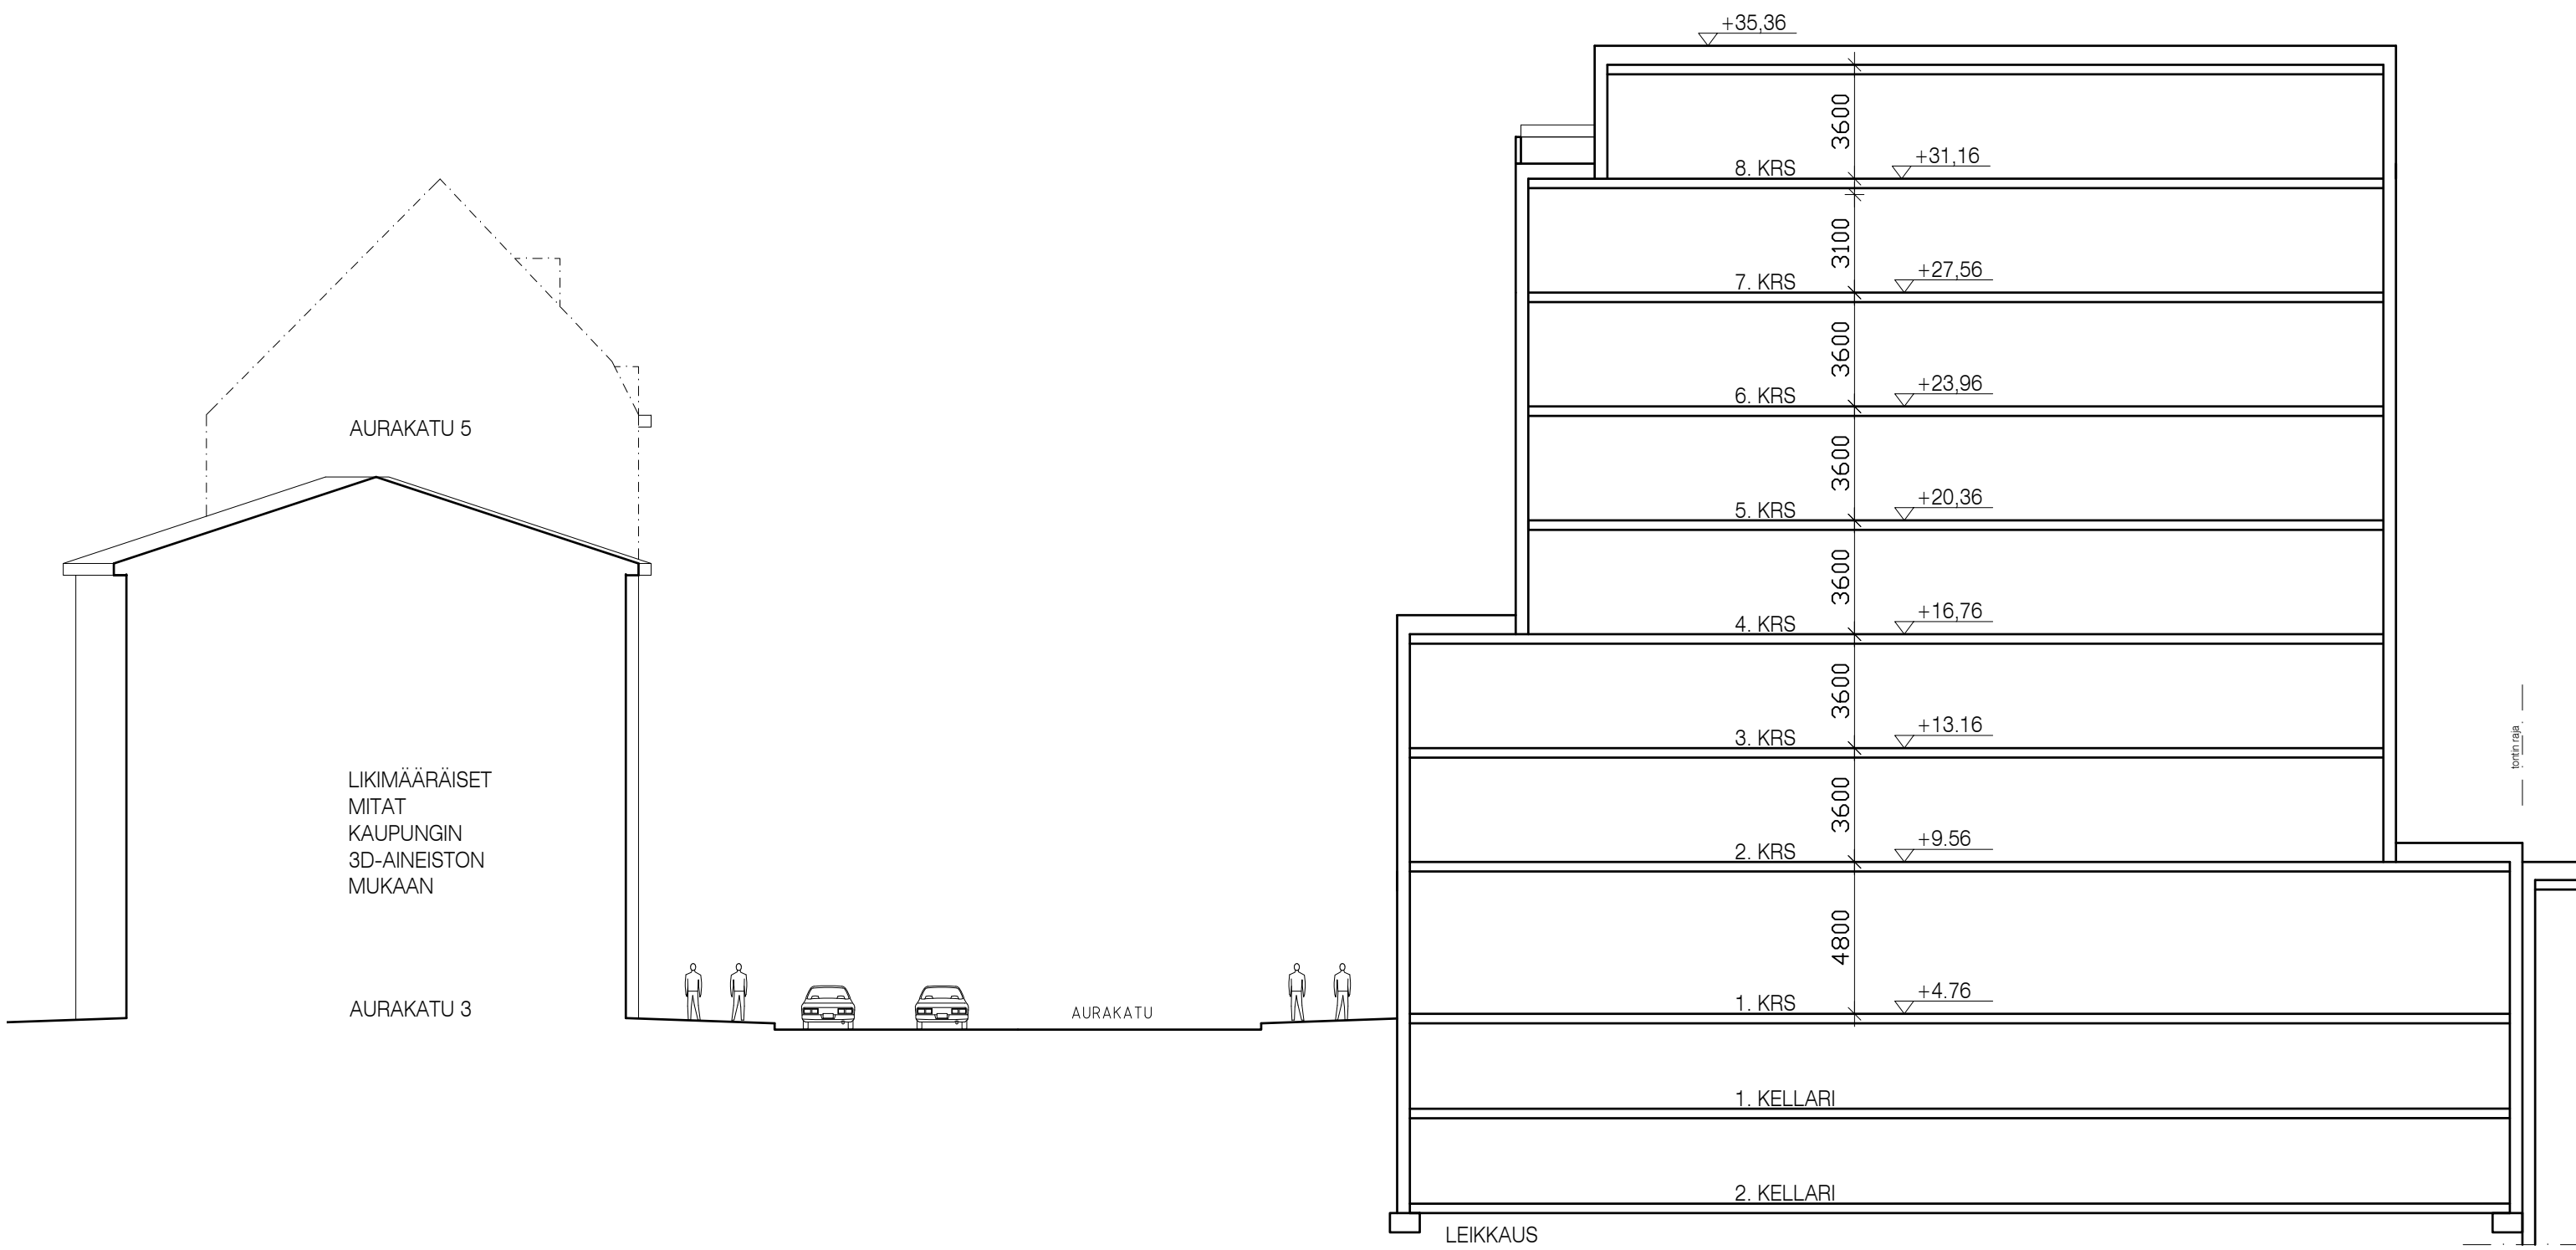 +35,36
3600
8. KRS
+31,16
3100
7. KRS
+27,56
3600
6. KRS
+23,96
AURAKATU 5
3600
5. KRS
+20,36
3600
4. KRS
+16,76
3600
3. KRS
+13.16
tontin raja
LIKIMÄÄRÄISET
MITAT
KAUPUNGIN
3D-AINEISTON
MUKAAN
3600
2. KRS
+9.56
4800
AURAKATU 3
AURAKATU
1. KRS
+4.76
1. KELLARI
2. KELLARI
LEIKKAUS